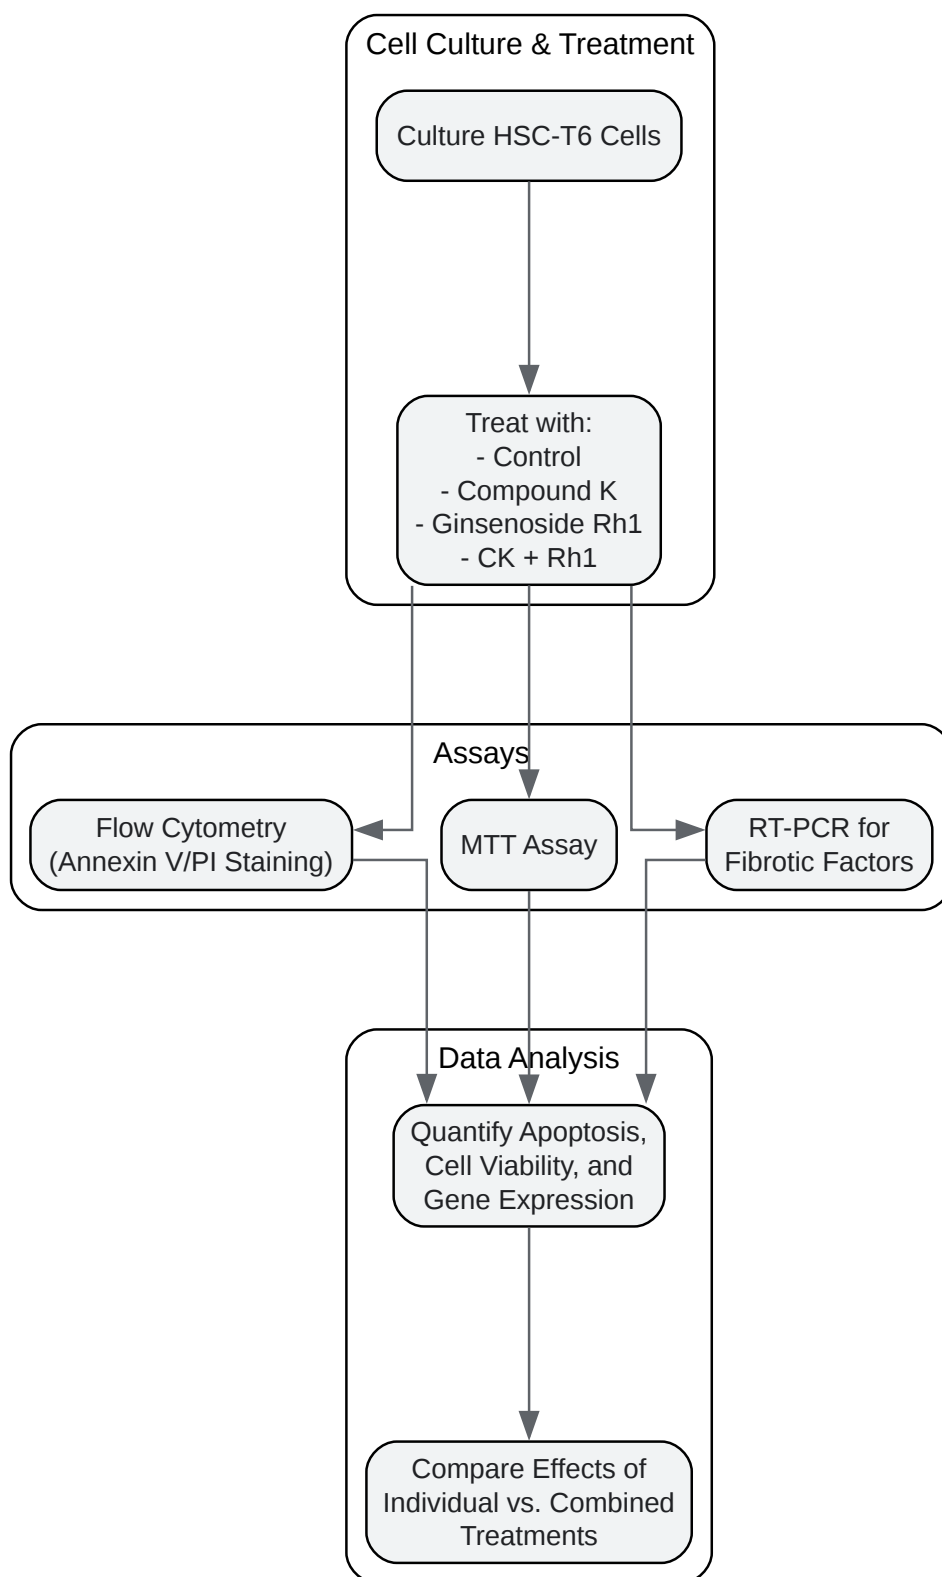 Cell Culture & Treatment
Culture HSC-T6 Cells
Treat with:
- Control
- Compound K
- Ginsenoside Rh1
- CK + Rh1
Assays
Flow Cytometry
(Annexin V/PI Staining)
MTT Assay
RT-PCR for
Fibrotic Factors
Data Analysis
Quantify Apoptosis,
Cell Viability, and
Gene Expression
Compare Effects of
Individual vs. Combined
Treatments